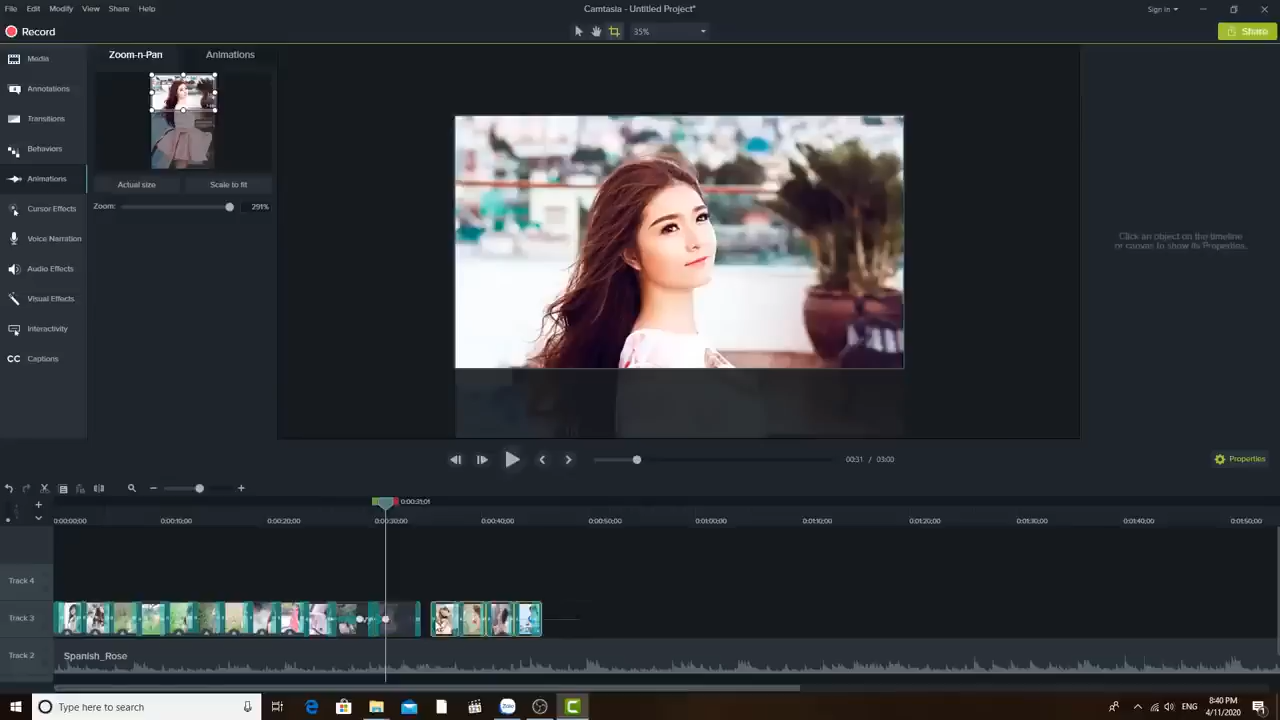 File Edit Modify View Share Help
Camtasia - Untitled Project*
Sign in
Record
35%
Share
Media
Annotations
Transitions
Behaviors
Animations
Cursor Effects
Voice Narration
Audio Effects
Visual Effects
Interactivity
CC Captions
Zoom-n-Pan Animations
Actual size Scale to fit
Zoom: 291%
Click an object on the timeline
or canvas to show its Properties.
00:31 / 03:00
Properties
0:00:31;01
0:00:00;00 0:00:10;00 0:00:20;00 0:00:30;00 0:00:40;00 0:00:50;00 0:01:00;00 0:01:10;00 0:01:20;00 0:01:30;00 0:01:40;00 0:01:50;00
Track 4
Track 3
Track 2
Spanish_Rose
Type here to search
Zalo
ENG
8:40 PM
4/11/2020